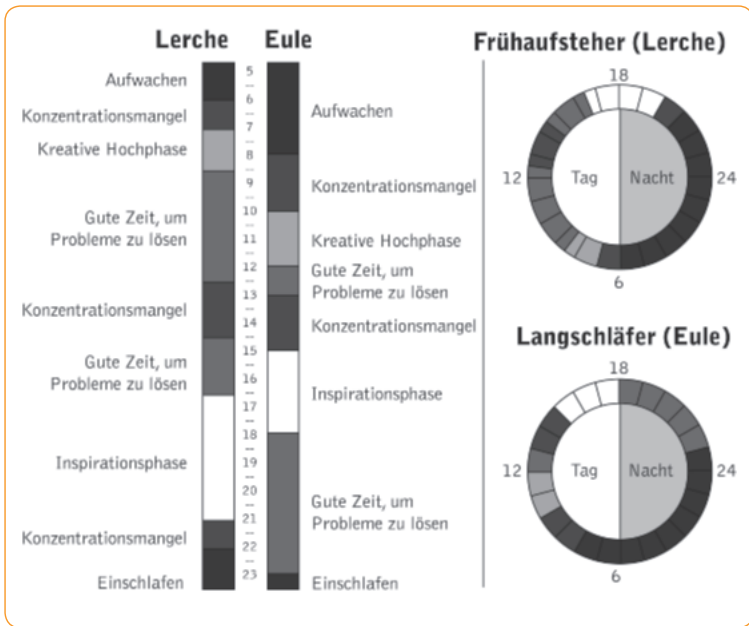 Lerche
Eule
Aufwachen
Konzentrationsmangel
Kreative Hochphase
Gute Zeit, um
Probleme zu lösen
Konzentrationsmangel
Gute Zeit, um
Probleme zu lösen
Inspirationsphase
Konzentrationsmangel
Einschlafen
5
6
7
8
9
10
11
12
13
14
15
16
17
18
19
20
21
22
23
Aufwachen
Konzentrationsmangel
Kreative Hochphase
Gute Zeit, um
Probleme zu lösen
Konzentrationsmangel
Inspirationsphase
Gute Zeit, um
Probleme zu lösen
Einschlafen
Frühaufsteher (Lerche)
18
12
Tag
Nacht
24
6
Langschläfer (Eule)
18
12
Tag
Nacht
24
6